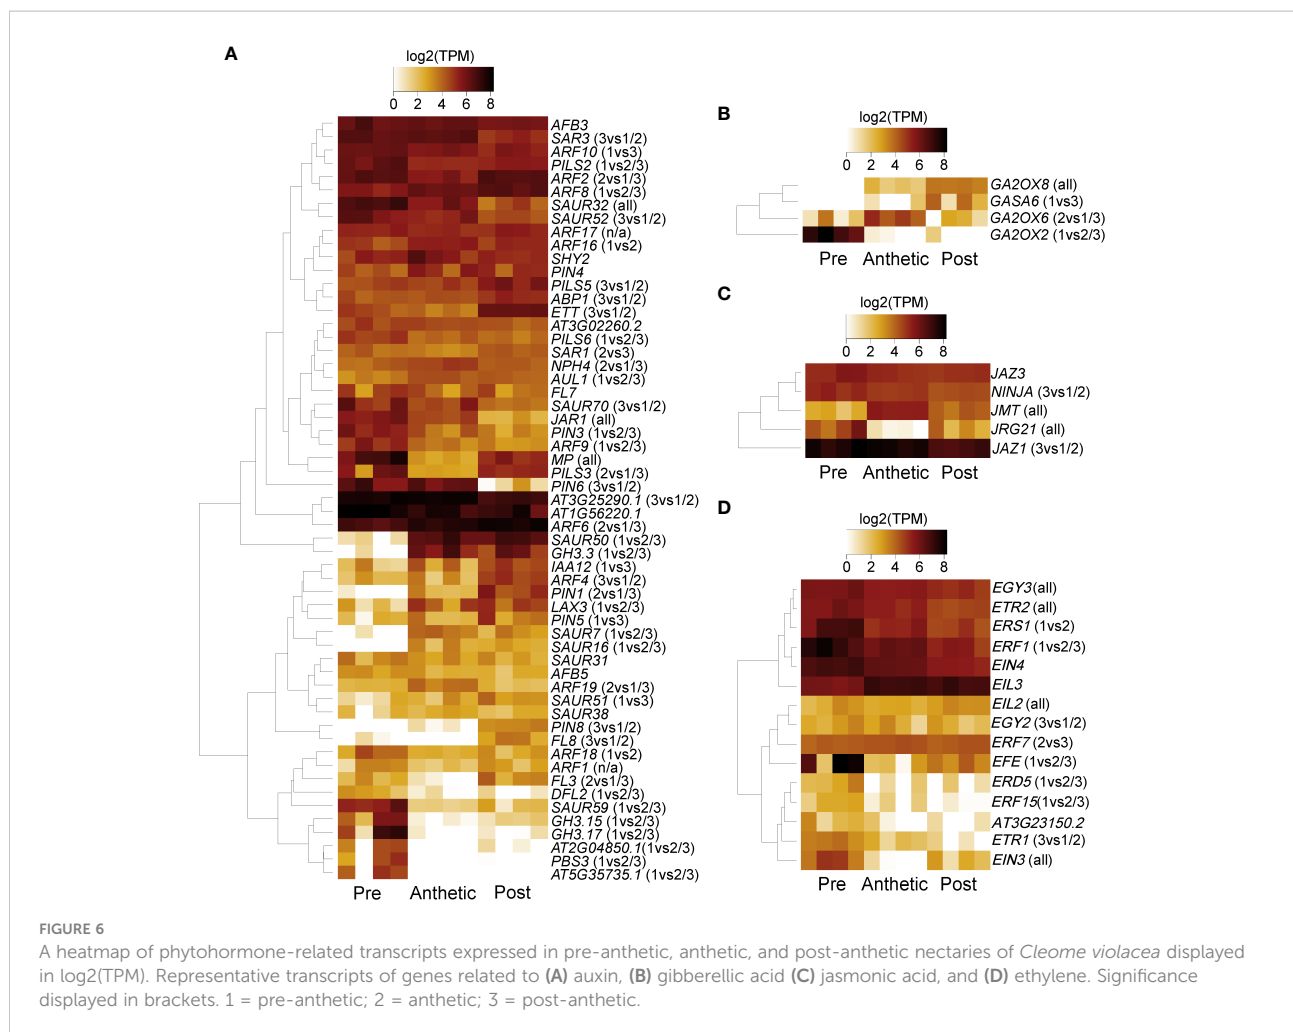 A
log2(TPM)
0 2 4 6 8
AFB3
SAR3 (3vs1/2)
ARF10 (1vs3)
PILS2 (1vs2/3)
ARF2 (2vs1/3)
ARF8 (1vs2/3)
SAUR32 (all)
SAUR52 (3vs1/2)
ARF17 (n/a)
ARF16 (1vs2)
SHY2
PIN4
PILS5 (3vs1/2)
ABP1 (3vs1/2)
ETT (3vs1/2)
AT3G02260.2
PILS6 (1vs2/3)
SAR1 (2vs3)
NPH4 (2vs1/3)
AUL1 (1vs2/3)
FL7
SAUR70 (3vs1/2)
JAR1 (all)
PIN3 (1vs2/3)
ARF9 (1vs2/3)
MP (all)
PILS3 (2vs1/3)
PIN6 (3vs1/2)
AT3G25290.1 (3vs1/2)
AT1G56220.1
ARF6 (2vs1/3)
SAUR50 (1vs2/3)
GH3.3 (1vs2/3)
IAA12 (1vs3)
ARF4 (3vs1/2)
PIN1 (2vs1/3)
LAX3 (1vs2/3)
PIN5 (1vs3)
SAUR7 (1vs2/3)
SAUR16 (1vs2/3)
SAUR31
AFB5
ARF19 (2vs1/3)
SAUR51 (1vs3)
SAUR38
PIN8 (3vs1/2)
FL8 (3vs1/2)
ARF18 (1vs2)
ARF1 (n/a)
FL3 (2vs1/3)
DFL2 (1vs2/3)
SAUR59 (1vs2/3)
GH3.15 (1vs2/3)
GH3.17 (1vs2/3)
AT2G04850.1(1vs2/3)
PBS3 (1vs2/3)
AT5G35735.1 (1vs2/3)
Pre Anthetic Post
B
log2(TPM)
0 2 4 6 8
GA2OX8 (all)
GASA6 (1vs3)
GA2OX6 (2vs1/3)
GA2OX2 (1vs2/3)
Pre Anthetic Post
C
log2(TPM)
0 2 4 6 8
JAZ3
NINJA (3vs1/2)
JMT (all)
JRG21 (all)
JAZ1 (3vs1/2)
Pre Anthetic Post
D
log2(TPM)
0 2 4 6 8
EGY3(all)
ETR2 (all)
ERS1 (1vs2)
ERF1 (1vs2/3)
EIN4
EIL3
EIL2 (all)
EGY2 (3vs1/2)
ERF7 (2vs3)
EFE (1vs2/3)
ERD5 (1vs2/3)
ERF15(1vs2/3)
AT3G23150.2
ETR1 (3vs1/2)
EIN3 (all)
Pre Anthetic Post
FIGURE 6
A heatmap of phytohormone-related transcripts expressed in pre-anthetic, anthetic, and post-anthetic nectaries of Cleome violacea displayed
in log2(TPM). Representative transcripts of genes related to (A) auxin, (B) gibberellic acid (C) jasmonic acid, and (D) ethylene. Significance
displayed in brackets. 1 = pre-anthetic; 2 = anthetic; 3 = post-anthetic.